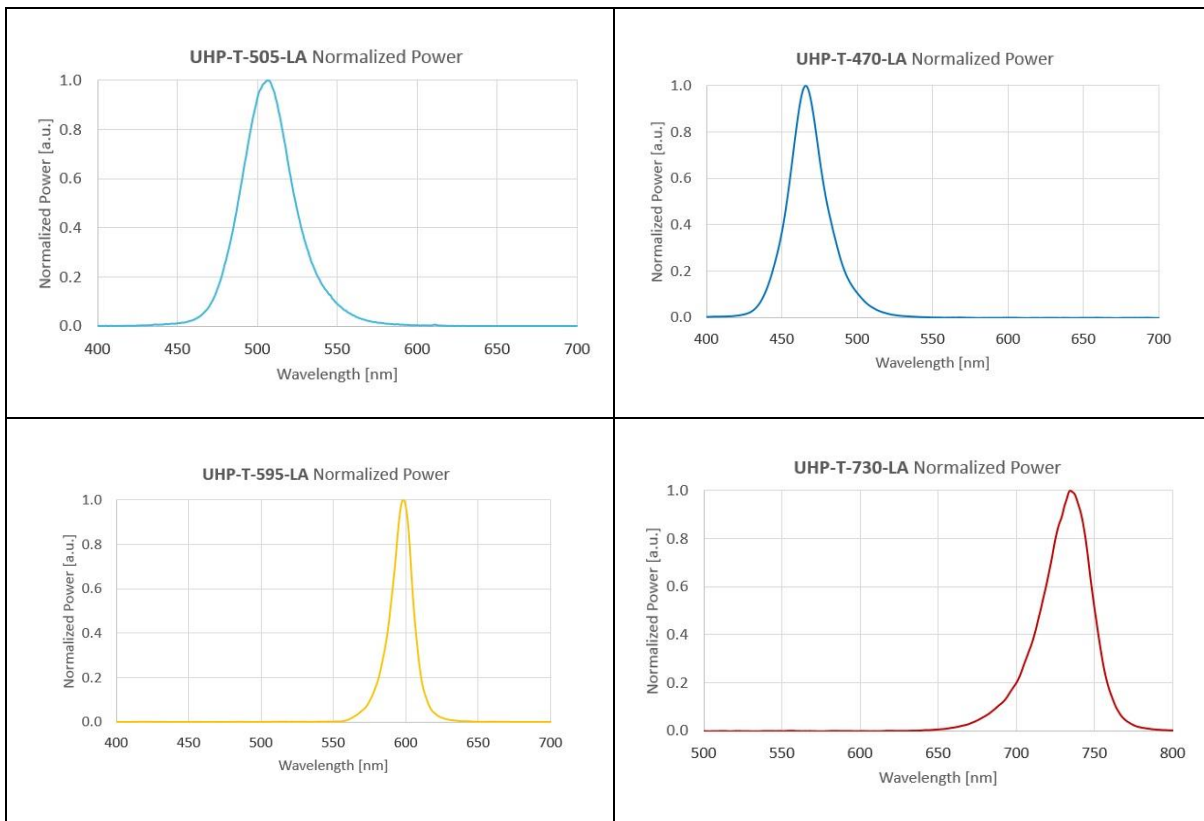 UHP-T-505-LA Normalized Power
Normalized Power [a.u.]
1.0
0.8
0.6
0.4
0.2
0.0
400 450 500 550 600 650 700
Wavelength [nm]
UHP-T-470-LA Normalized Power
Normalized Power [a.u.]
1.0
0.8
0.6
0.4
0.2
0.0
400 450 500 550 600 650 700
Wavelength [nm]
UHP-T-595-LA Normalized Power
Normalized Power [a.u.]
1.0
0.8
0.6
0.4
0.2
0.0
400 450 500 550 600 650 700
Wavelength [nm]
UHP-T-730-LA Normalized Power
Normalized Power [a.u.]
1.0
0.8
0.6
0.4
0.2
0.0
500 550 600 650 700 750 800
Wavelength [nm]